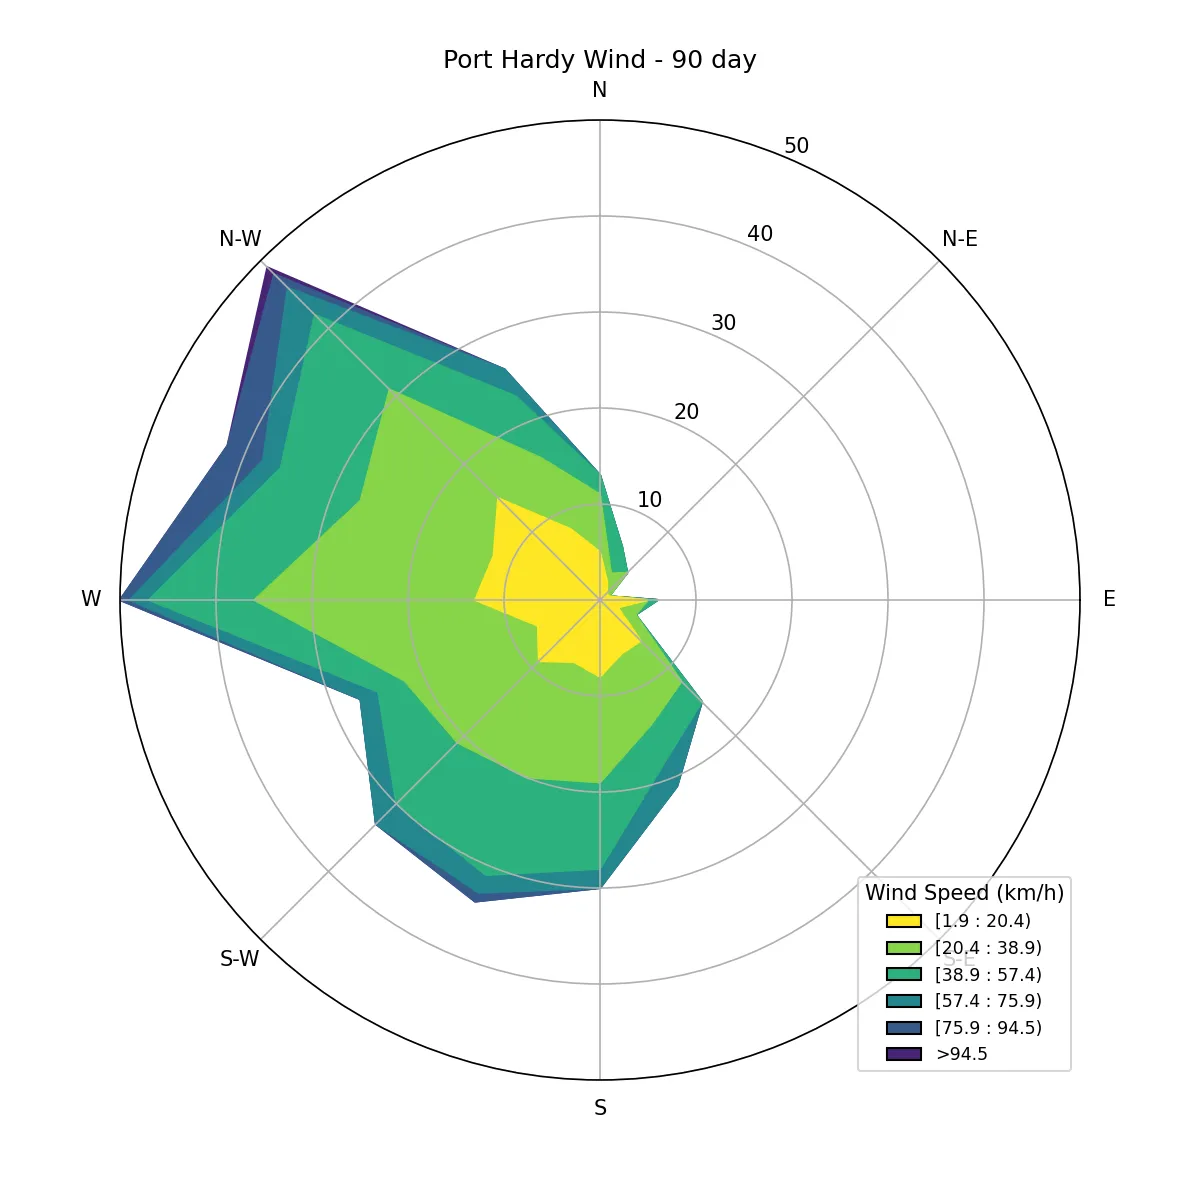 Port Hardy Wind - 90 day
N
50
N-W
40
N-E
30
20
10
W
E
Wind Speed (km/h)
[1.9 : 20.4)
[20.4 : 38.9)
S-W
S-E
[38.9 : 57.4)
[57.4 : 75.9)
[75.9 : 94.5)
>94.5
S